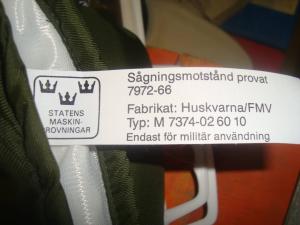 Sågningsmotstånd provat
7972-66
Fabrikat: Huskvarna/FMV
Typ: M 7374-02 60 10
Endast för militär användning
STATENS
MASKIN-
PROVNINGAR